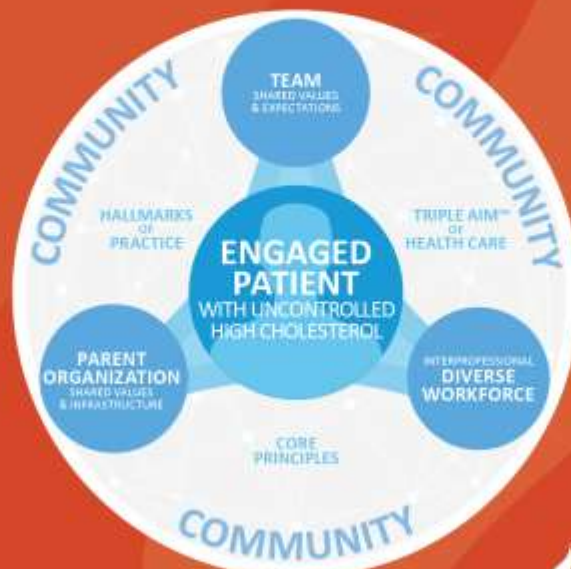 COMMUNITY
COMMUNITY
TEAM
SHARED VALUES
& EXPECTATIONS
HALLMARKS
OF
PRACTICE
TRIPLE AIM℠
OF
HEALTH CARE
ENGAGED
PATIENT
WITH UNCONTROLLED
HIGH CHOLESTEROL
PARENT
ORGANIZATION
SHARED VALUES
& INFRASTRUCTURE
INTERPROFESSIONAL
DIVERSE
WORKFORCE
CORE
PRINCIPLES
COMMUNITY